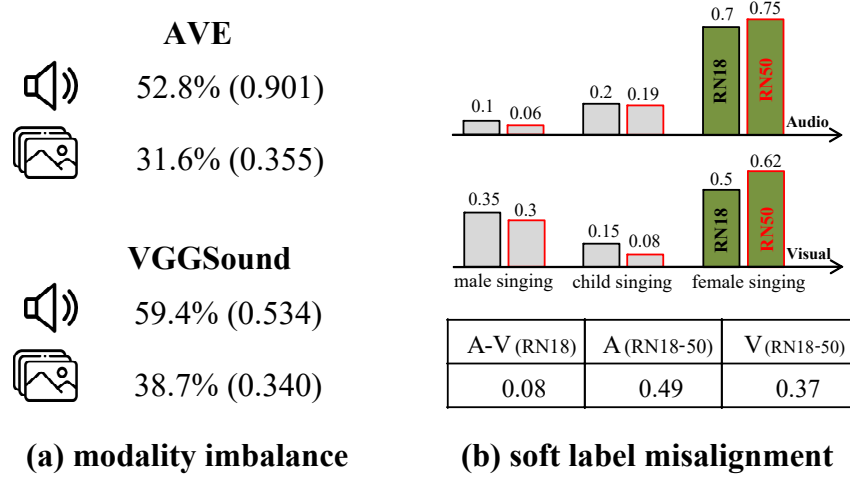 AVE
52.8% (0.901)
31.6% (0.355)
VGGSound
59.4% (0.534)
38.7% (0.340)
(a) modality imbalance
0.1 0.06 0.2 0.19 0.7 0.75
RN18 RN50
Audio
0.35 0.3 0.15 0.08 0.5 0.62
RN18 RN50
Visual
male singing child singing female singing
A-V (RN18) A (RN18-50) V (RN18-50)
0.08 0.49 0.37
(b) soft label misalignment